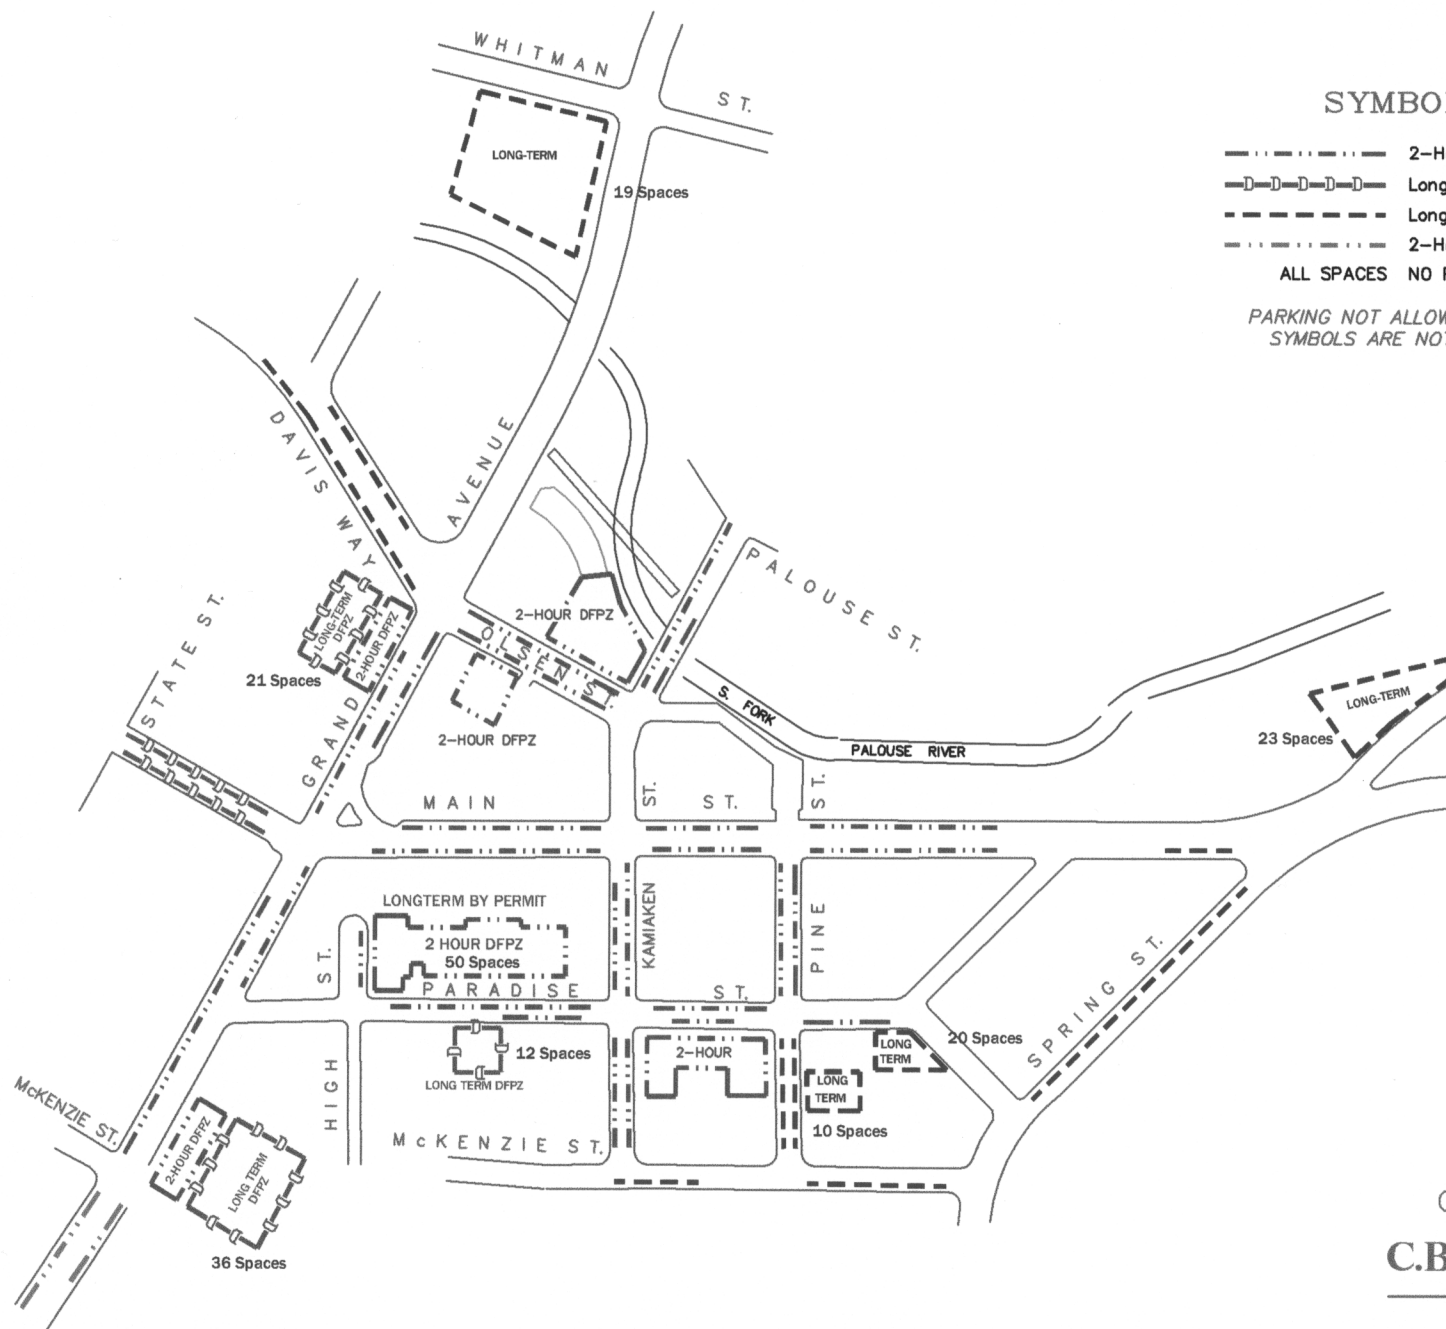 WHITMAN ST.
SYMBO
LONG-TERM
19 Spaces
2-H
D D D D D Long
Long
2-H
ALL SPACES NO
PARKING NOT ALLOW
SYMBOLS ARE NOT
DAVIS WAY
AVENUE
PALOUSE ST.
STATE ST.
LONG-TERM
DFPZ
2-HOUR DFPZ
21 Spaces
2-HOUR DFPZ
OLSEN ST.
2-HOUR DFPZ
GRAND
S. FORK
PALOUSE RIVER
LONG-TERM
23 Spaces
MAIN ST.
ST.
ST.
LONGTERM BY PERMIT
2 HOUR DFPZ
50 Spaces
KAMIAKEN
PINE
ST.
PARADISE ST.
SPRING ST.
12 Spaces
LONG TERM DFPZ
2-HOUR
LONG
TERM
20 Spaces
LONG
TERM
10 Spaces
HIGH
McKENZIE ST.
McKENZIE ST.
2-HOUR DFPZ
LONG TERM
DFPZ
36 Spaces
C.B